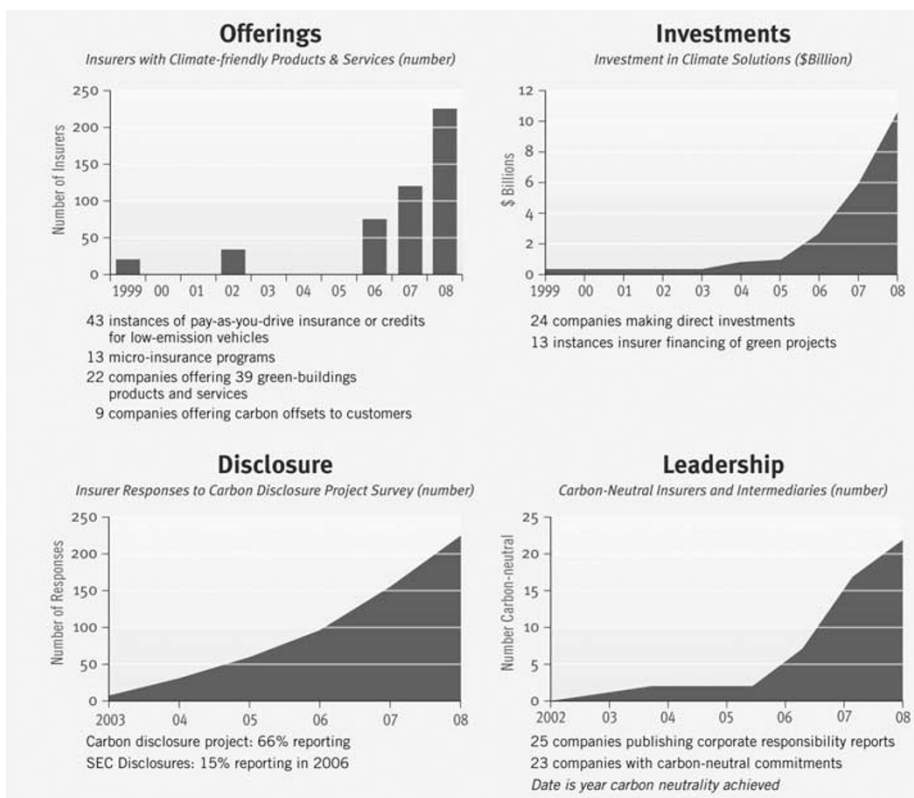 Offerings
Insurers with Climate-friendly Products & Services (number)
Number of Insurers
250
200
150
100
50
0
1999 00 01 02 03 04 05 06 07 08
43 instances of pay-as-you-drive insurance or credits
for low-emission vehicles
13 micro-insurance programs
22 companies offering 39 green-buildings
products and services
9 companies offering carbon offsets to customers
Investments
Investment in Climate Solutions ($Billion)
$ Billions
12
10
8
6
4
2
0
1999 00 01 02 03 04 05 06 07 08
24 companies making direct investments
13 instances insurer financing of green projects
Disclosure
Insurer Responses to Carbon Disclosure Project Survey (number)
Number of Responses
250
200
150
100
50
0
2003 04 05 06 07 08
Carbon disclosure project: 66% reporting
SEC Disclosures: 15% reporting in 2006
Leadership
Carbon-Neutral Insurers and Intermediaries (number)
Number Carbon-neutral
25
20
15
10
5
0
2002 03 04 05 06 07 08
25 companies publishing corporate responsibility reports
23 companies with carbon-neutral commitments
Date is year carbon neutrality achieved